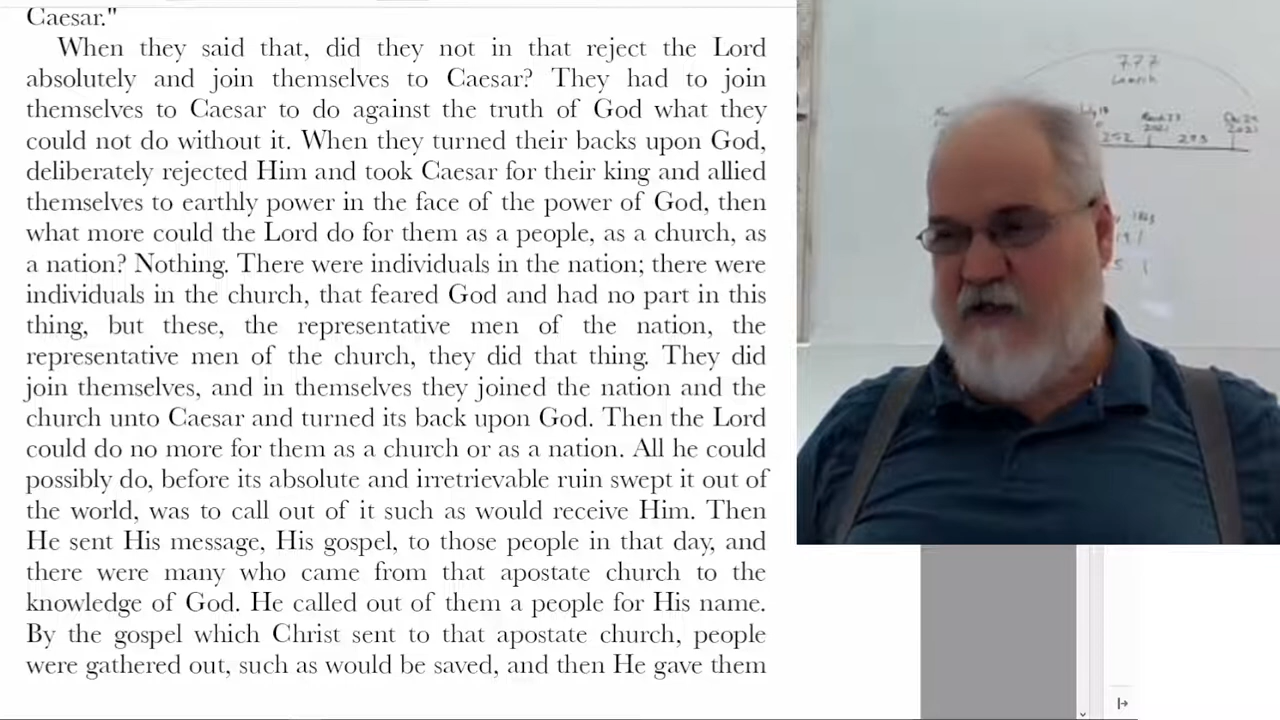 Caesar."
When they said that, did they not in that reject the Lord
absolutely and join themselves to Caesar? They had to join
themselves to Caesar to do against the truth of God what they
could not do without it. When they turned their backs upon God,
deliberately rejected Him and took Caesar for their king and allied
themselves to earthly power in the face of the power of God, then
what more could the Lord do for them as a people, as a church, as
a nation? Nothing. There were individuals in the nation; there were
individuals in the church, that feared God and had no part in this
thing, but these, the representative men of the nation, the
representative men of the church, they did that thing. They did
join themselves, and in themselves they joined the nation and the
church unto Caesar and turned its back upon God. Then the Lord
could do no more for them as a church or as a nation. All he could
possibly do, before its absolute and irretrievable ruin swept it out of
the world, was to call out of it such as would receive Him. Then
He sent His message, His gospel, to those people in that day, and
there were many who came from that apostate church to the
knowledge of God. He called out of them a people for His name.
By the gospel which Christ sent to that apostate church, people
were gathered out, such as would be saved, and then He gave them
777
July 18
2021
2021
252